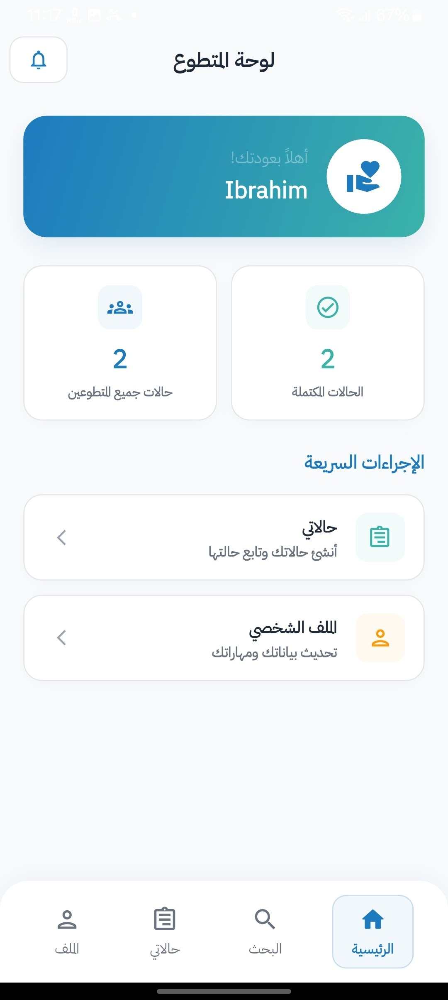 11:17 0 KB/s 67%
لوحة المتطوع
أهلاً بعودتك!
Ibrahim
2
الحالات المكتملة
2
حالات جميع المتطوعين
الإجراءات السريعة
حالاتي
أنشئ حالاتك وتابع حالتها
الملف الشخصي
تحديث بياناتك ومهاراتك
الرئيسية
البحث
حالاتي
الملف